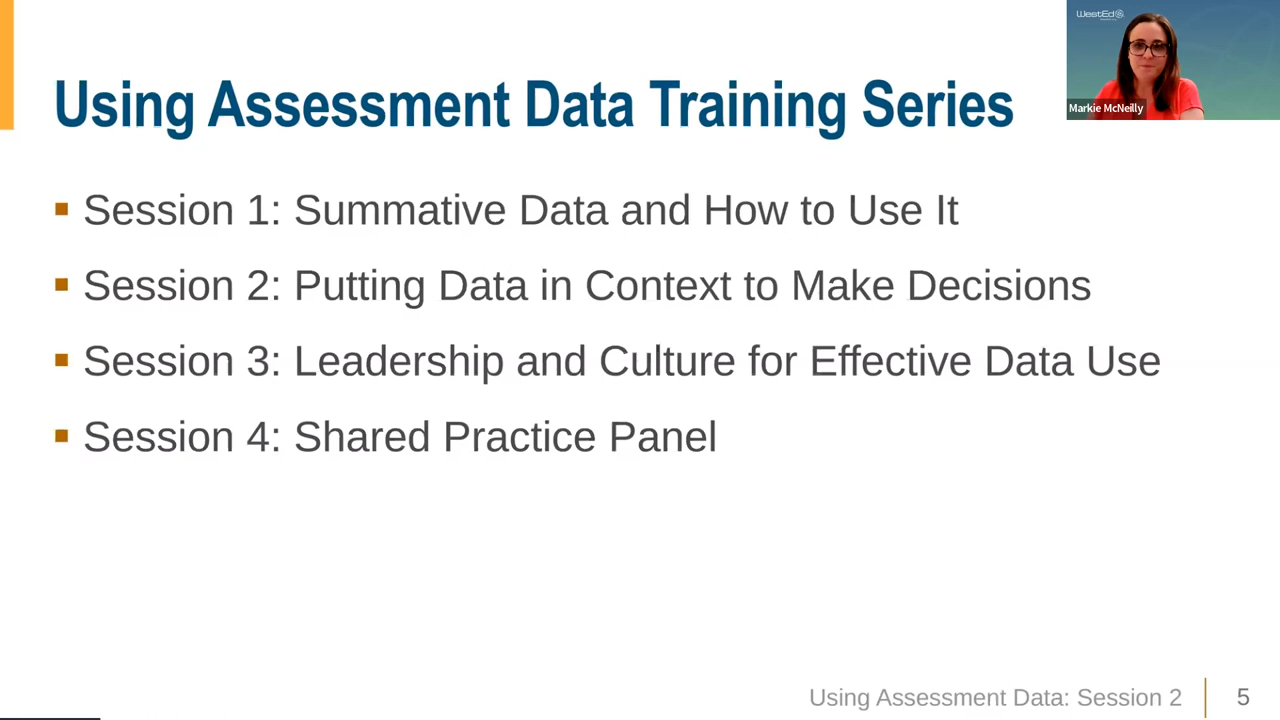 WestEd
Markie McNeilly
Using Assessment Data Training Series
Session 1: Summative Data and How to Use It
Session 2: Putting Data in Context to Make Decisions
Session 3: Leadership and Culture for Effective Data Use
Session 4: Shared Practice Panel
Using Assessment Data: Session 2
5